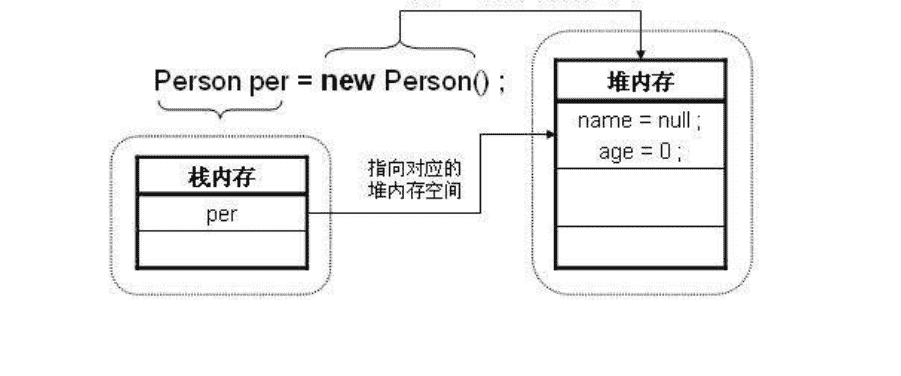 Person per = new Person() ;
堆内存
name = null ;
age = 0 ;
栈内存
per
指向对应的
堆内存空间